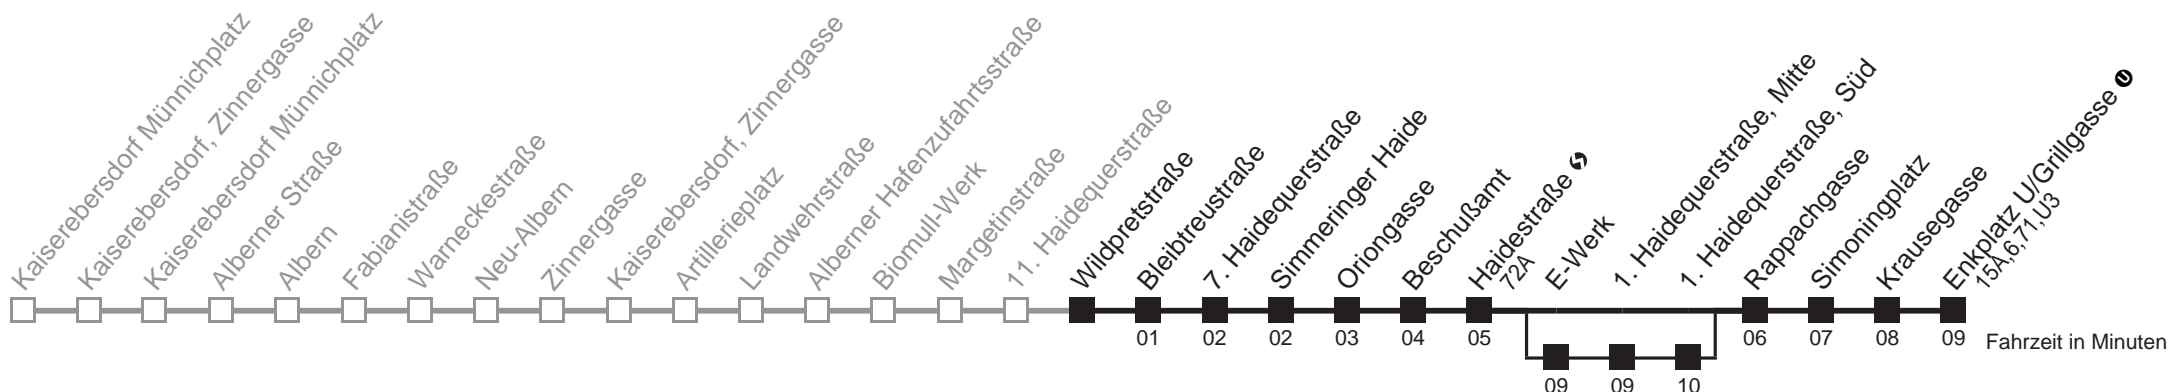 Kaiserebersdorf Münnichplatz
Kaiserebersdorf, Zinnergasse
Kaiserebersdorf Münnichplatz
Alberner Straße
Albern
Fabianistraße
Warneckestraße
Neu-Albern
Zinnergasse
Kaiserebersdorf, Zinnergasse
Artillerieplatz
Landwehrstraße
Alberner Hafenzufahrtsstraße
Biomull-Werk
Margetinstraße
11. Haidequerstraße
Wildpretstraße
Bleibtreustraße
7. Haidequerstraße
Simmeringer Haide
Oriongasse
Beschußamt
Haidestraße
72A
E-Werk
1. Haidequerstraße, Mitte
1. Haidequerstraße, Süd
Rappachgasse
Simoningplatz
Krausegasse
Enkplatz U/Grillgasse U
15A,6,71,U3
01 02 02 03 04 05 06 07 08 09 Fahrzeit in Minuten
09 09 10